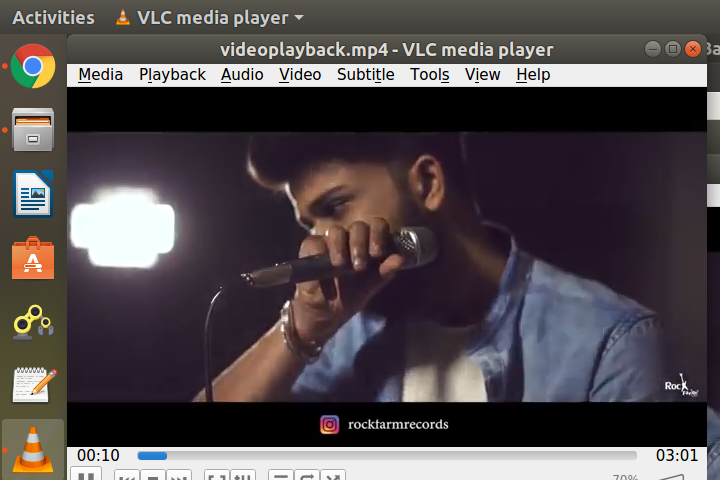 Activities VLC media player
videoplayback.mp4 - VLC media player
Media Playback Audio Video Subtitle Tools View Help
Rock
rockfarmrecords
00:10 03:01
70%